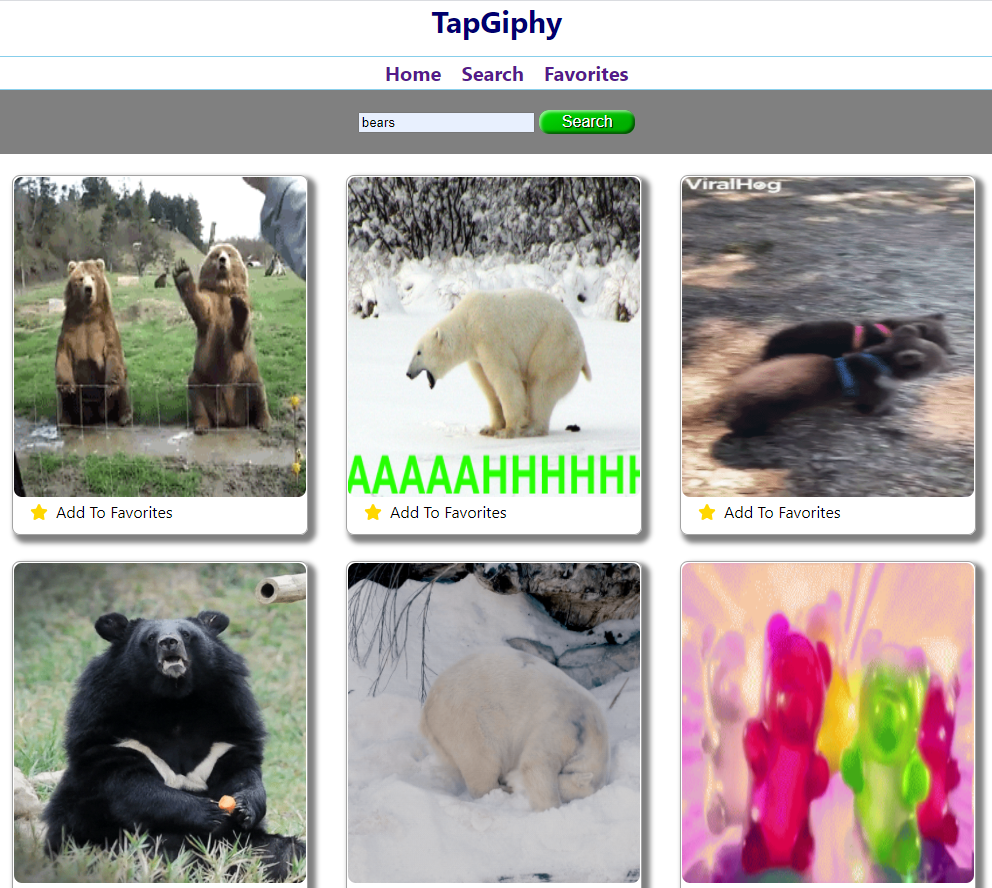 TapGiphy
Home Search Favorites
bears Search
ViralHog
AAAAAHHHHHH
Add To Favorites Add To Favorites Add To Favorites